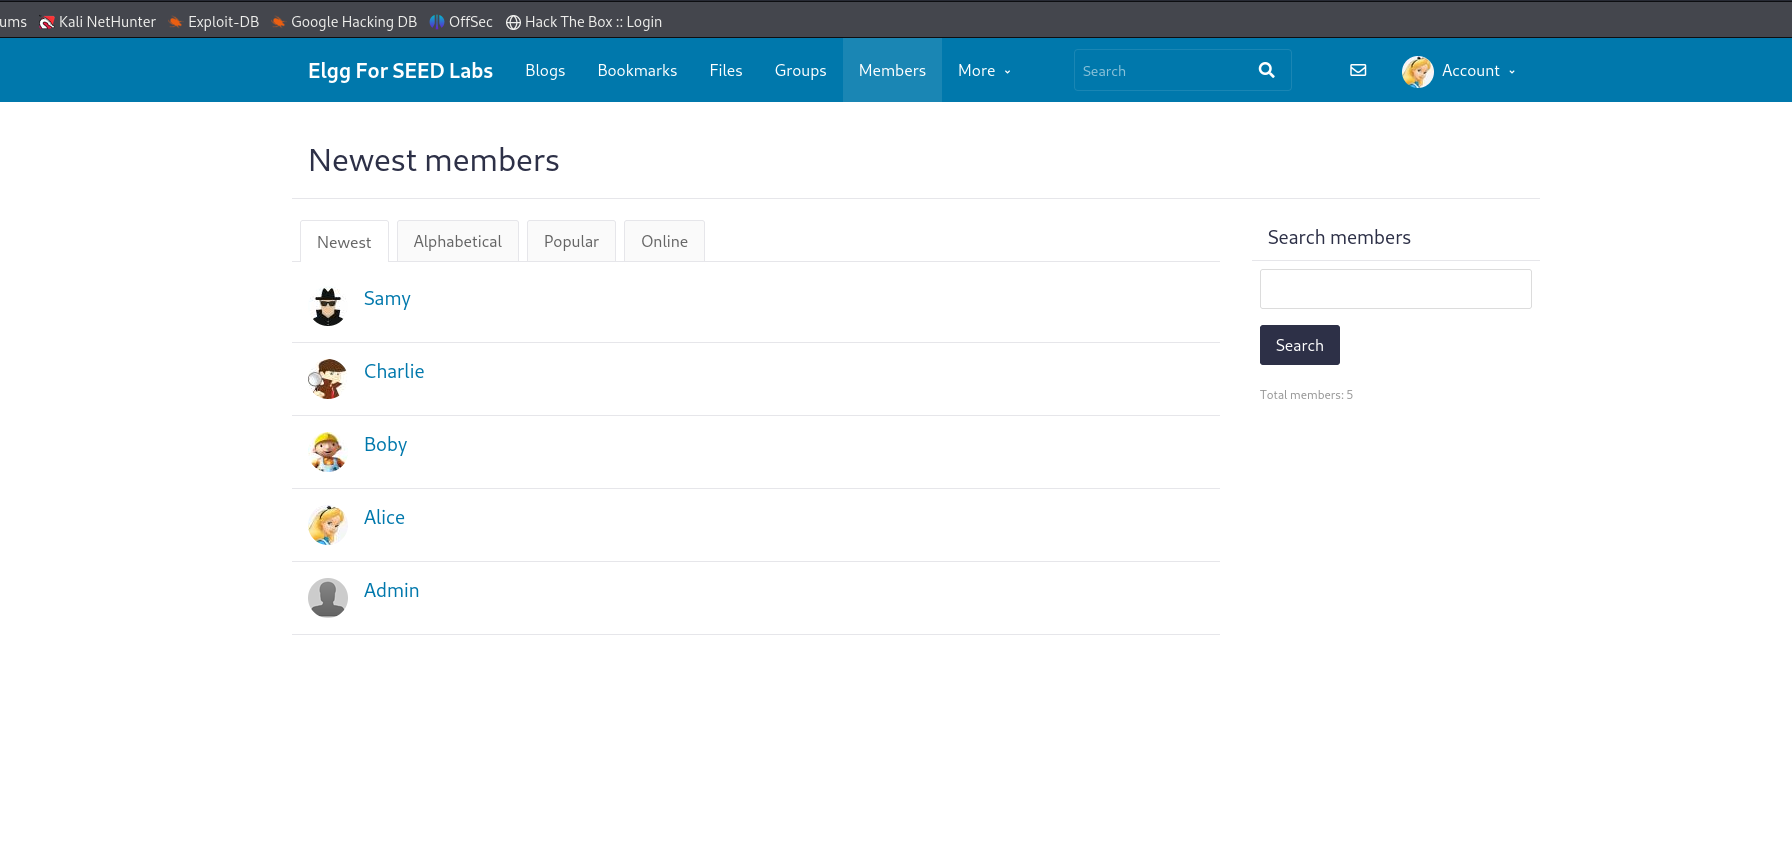 ums Kali NetHunter Exploit-DB Google Hacking DB OffSec Hack The Box :: Login
Elgg For SEED Labs Blogs Bookmarks Files Groups Members More Search Account
Newest members
Newest Alphabetical Popular Online
Search members
Samy
Search
Charlie
Total members: 5
Boby
Alice
Admin